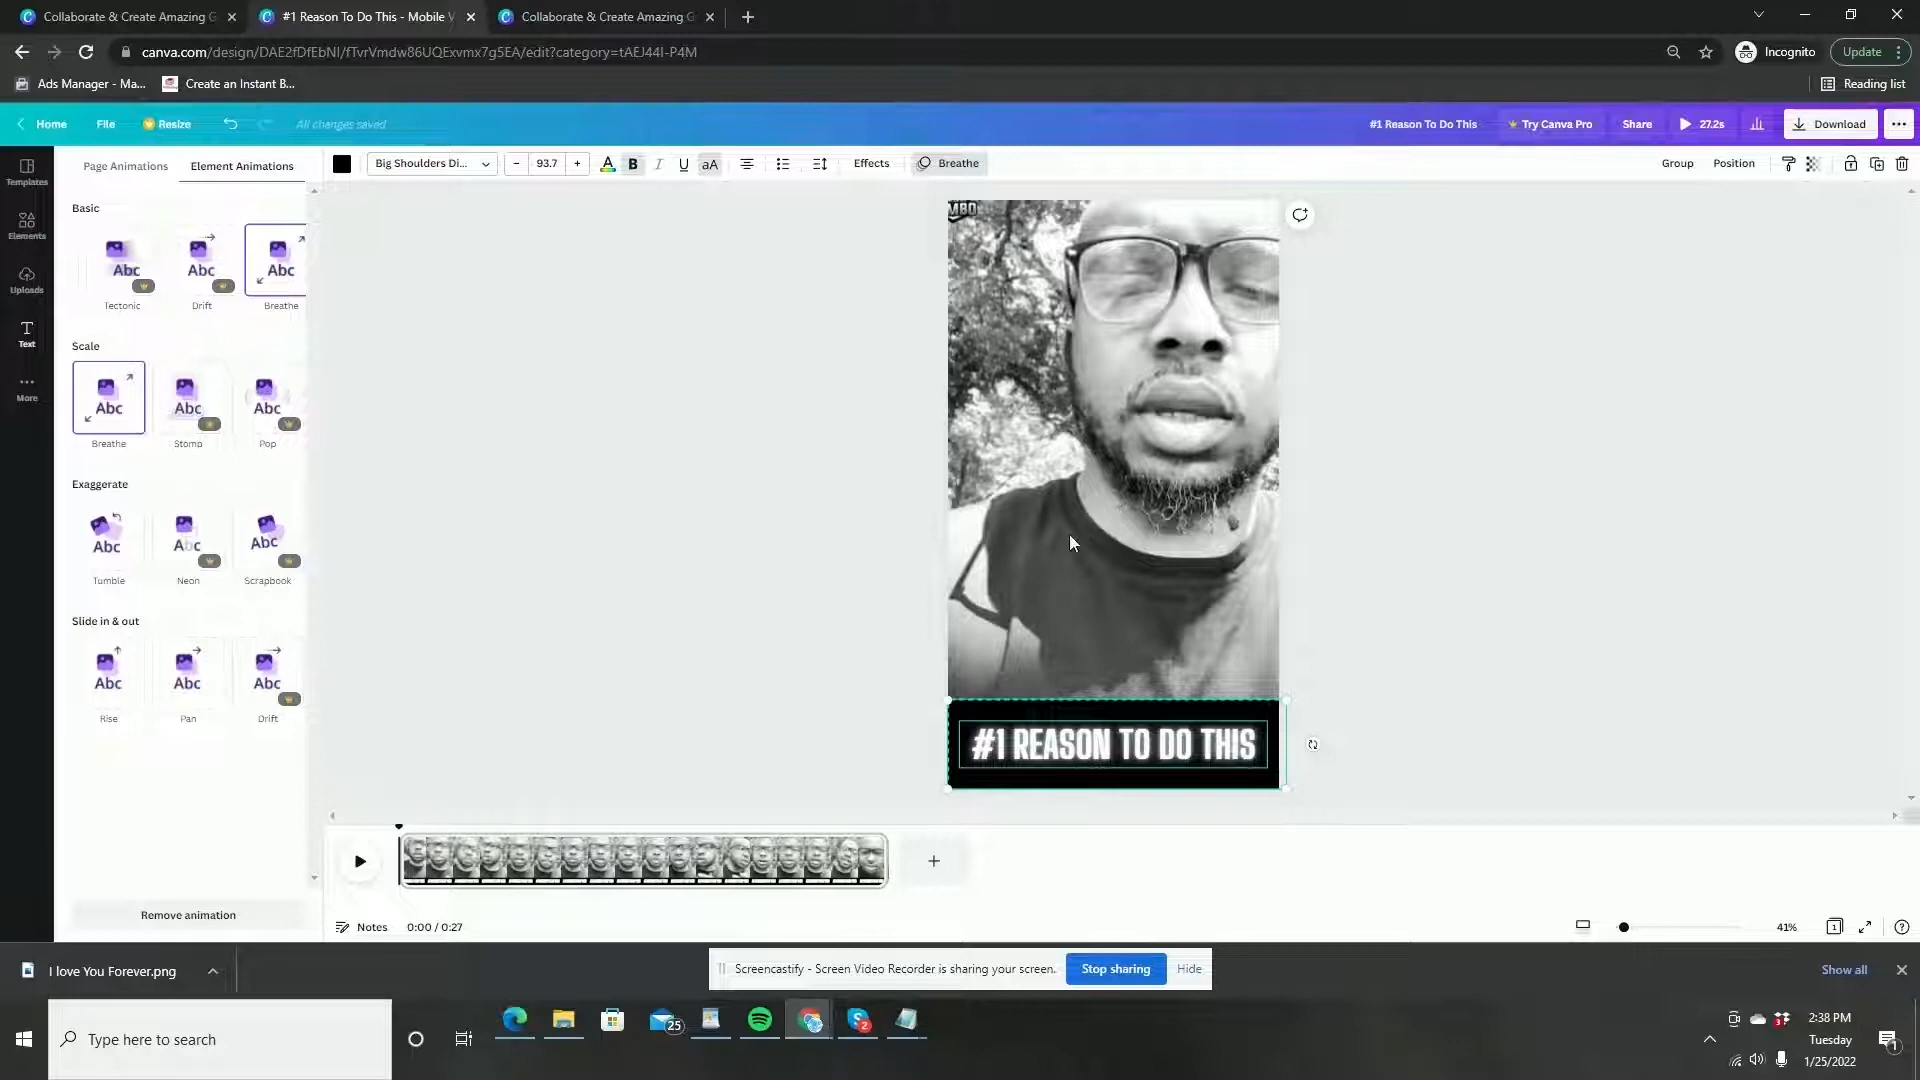 Collaborate & Create Amazing G
#1 Reason To Do This - Mobile V
Collaborate & Create Amazing G
canva.com/design/DAE2fDfEbNI/fTvrVmdw86UQExvmx7g5EA/edit?category=tAEJ44I-P4M
Incognito
Update
Ads Manager - Ma...
Create an Instant B...
Reading list
Home
File
Resize
All changes saved
#1 Reason To Do This
Try Canva Pro
Share
27.2s
Download
Templates
Elements
Uploads
Text
More
Page Animations
Element Animations
Big Shoulders Di...
93.7
A
B
I
U
aA
Effects
Breathe
Group
Position
Basic
Abc
Abc
Abc
Tectonic
Drift
Breathe
Scale
Abc
Abc
Abc
Breathe
Stomp
Pop
Exaggerate
Abc
Abc
Abc
Tumble
Neon
Scrapbook
Slide in & out
Abc
Abc
Abc
Rise
Pan
Drift
Remove animation
#1 REASON TO DO THIS
Notes
0:00 / 0:27
41%
1
I love You Forever.png
Screencastify - Screen Video Recorder is sharing your screen.
Stop sharing
Hide
Show all
Type here to search
25
2
3
2:38 PM
Tuesday
1/25/2022
1